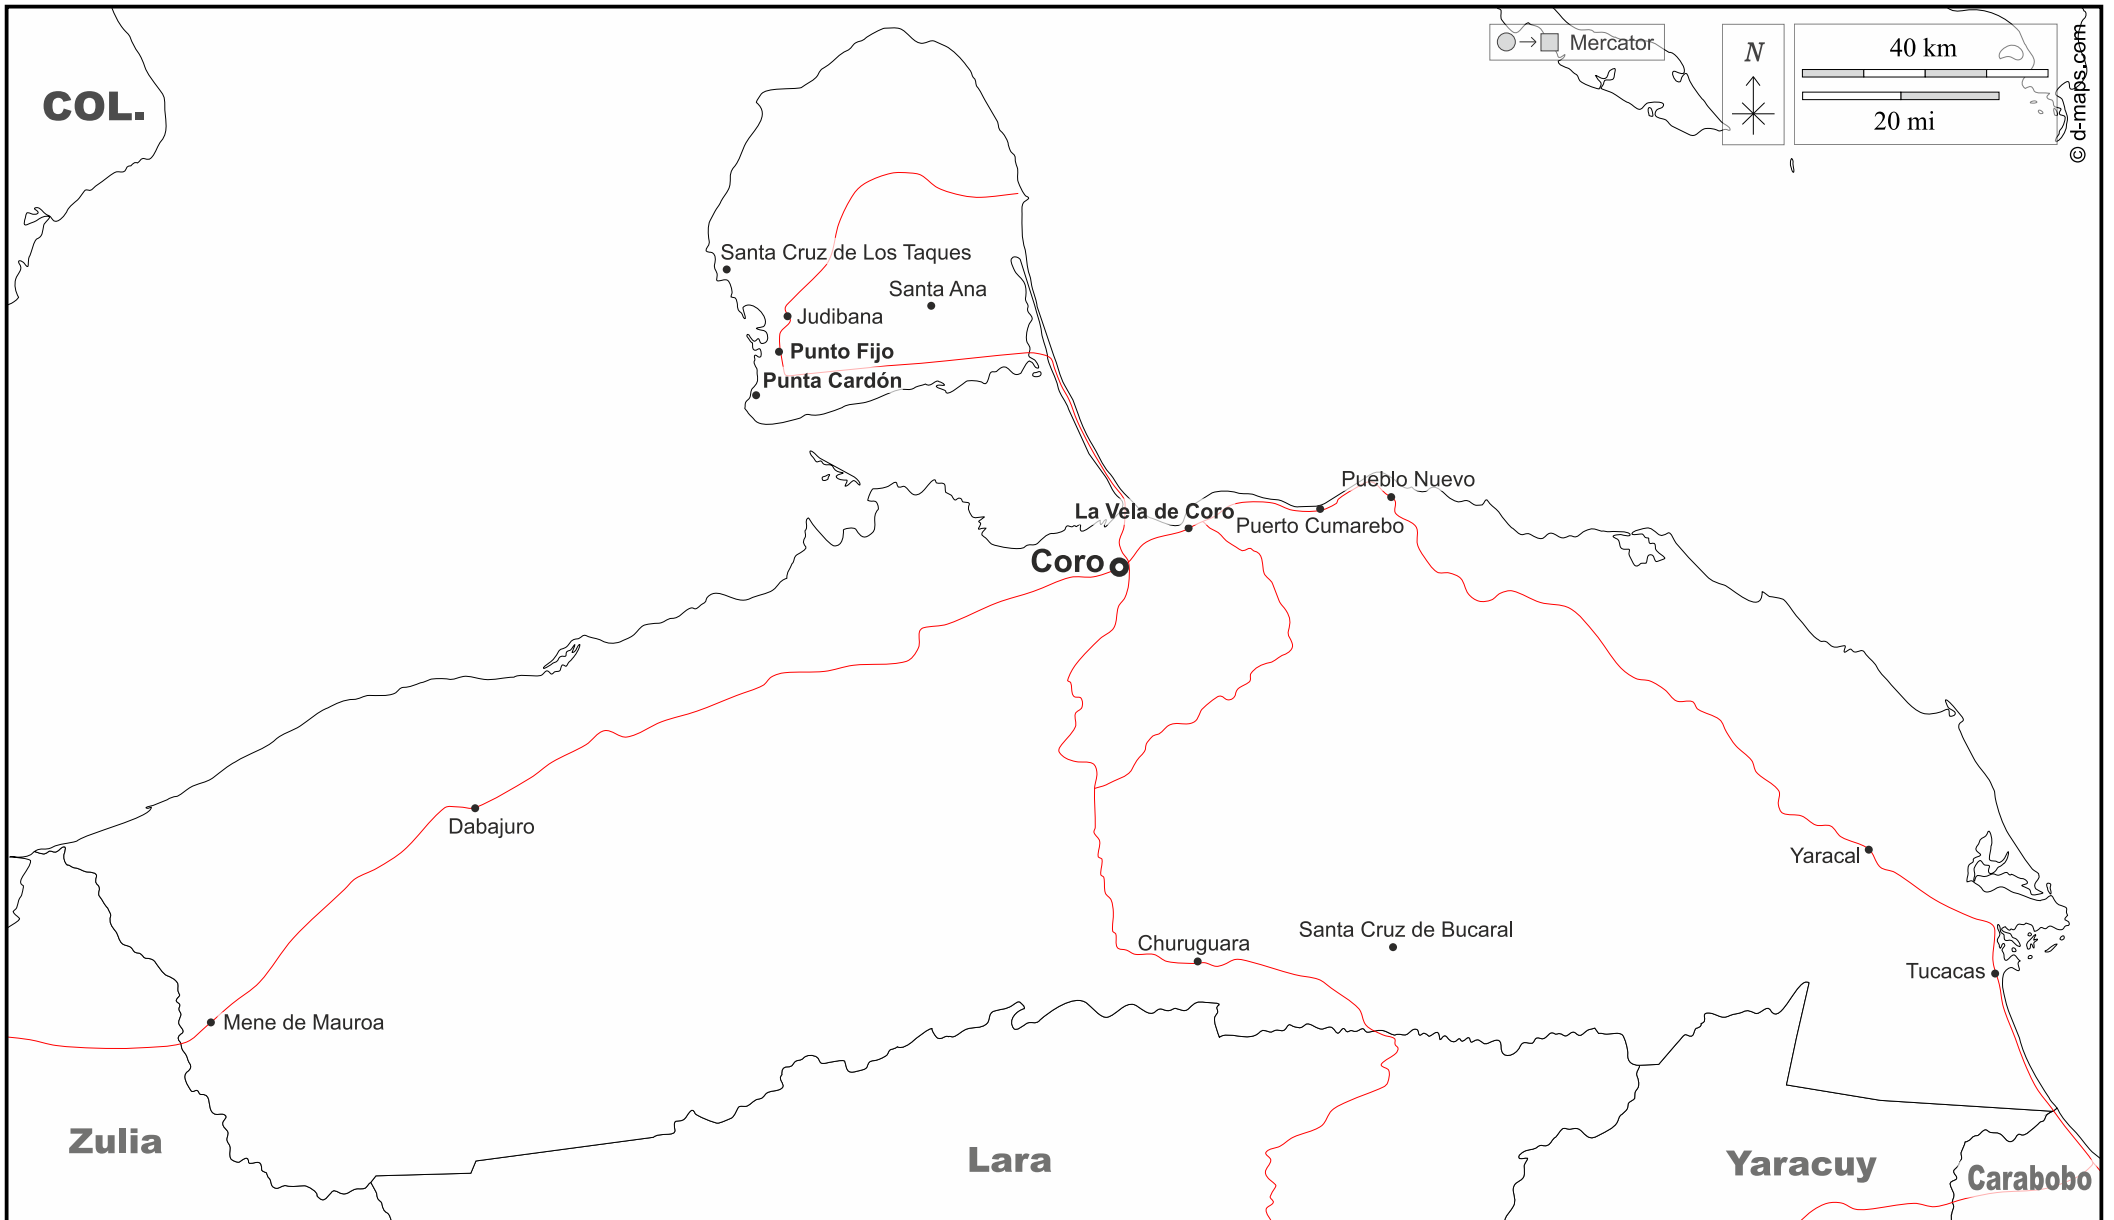 Mercator
N
40 km
20 mi
© d-maps.com
COL.
Santa Cruz de Los Taques
Santa Ana
Judibana
Punto Fijo
Punta Cardón
Pueblo Nuevo
La Vela de Coro
Puerto Cumarebo
Coro
Dabajuro
Yaracal
Santa Cruz de Bucaral
Churuguara
Tucacas
Mene de Mauroa
Zulia
Lara
Yaracuy
Carabobo